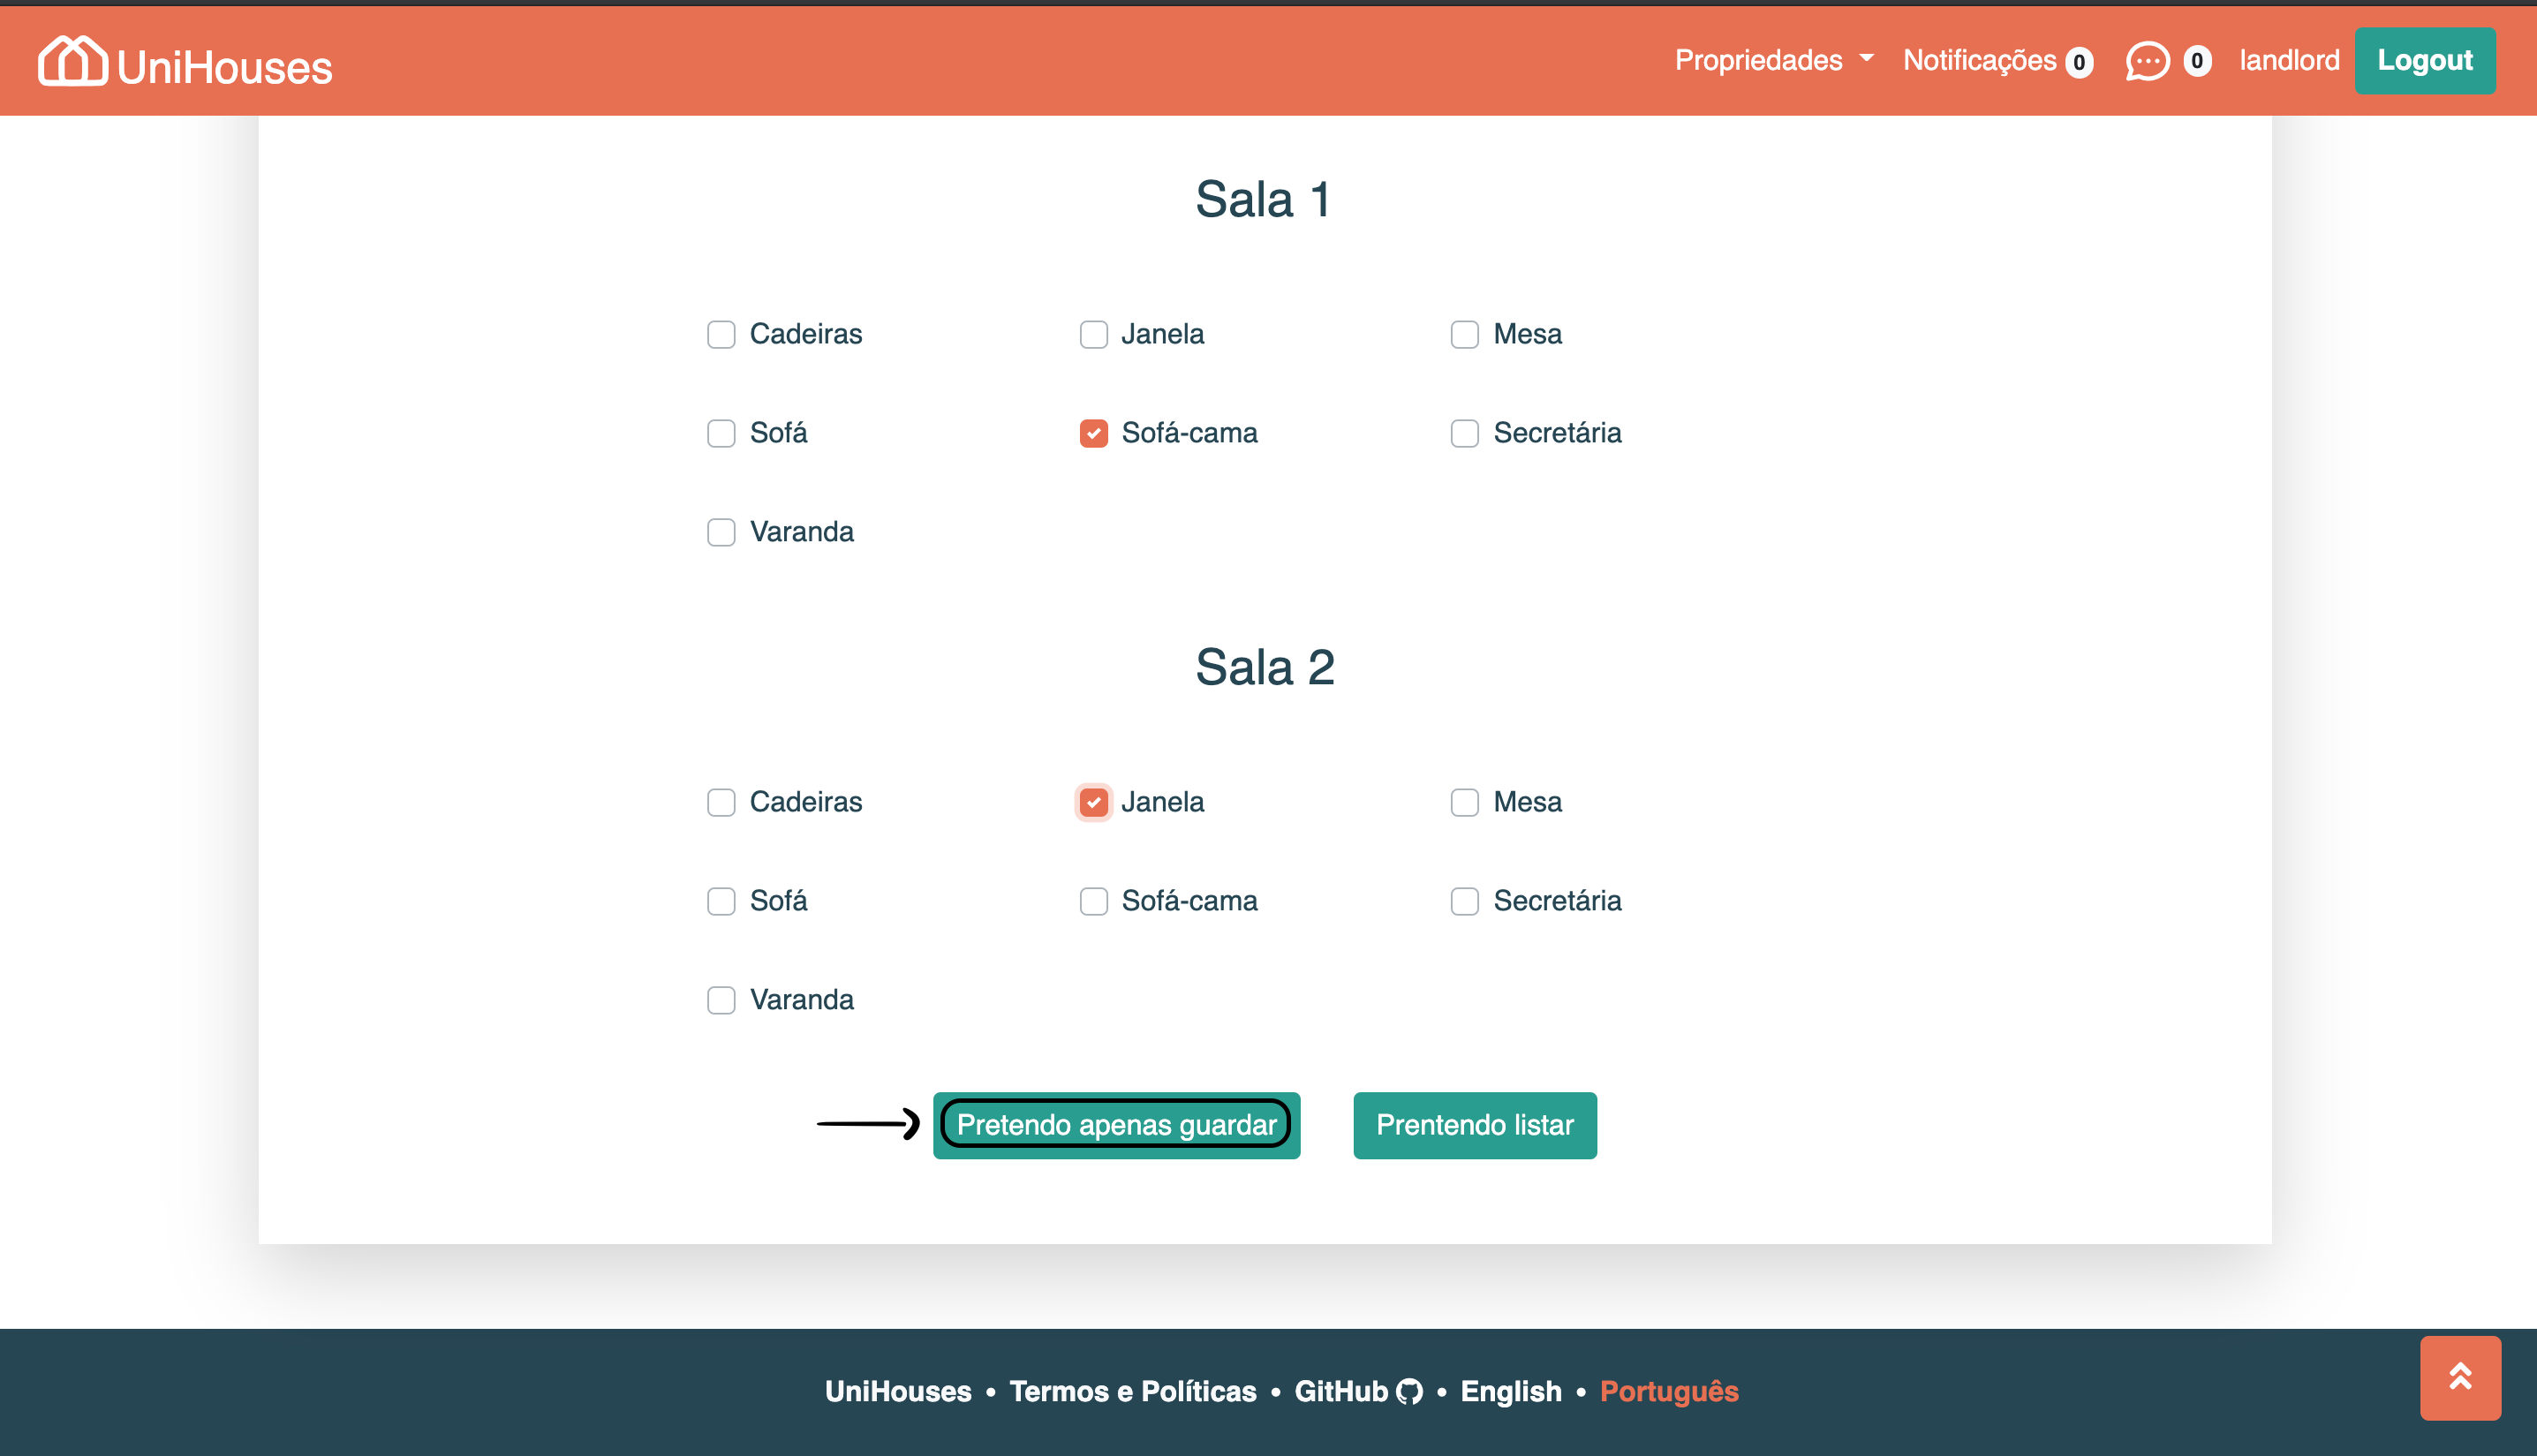 UniHouses Propriedades Notificações 0 0 landlord Logout
Sala 1
Cadeiras Janela Mesa
Sofá Sofá-cama Secretária
Varanda
Sala 2
Cadeiras Janela Mesa
Sofá Sofá-cama Secretária
Varanda
Pretendo apenas guardar Prentendo listar
UniHouses • Termos e Políticas • GitHub • English • Português